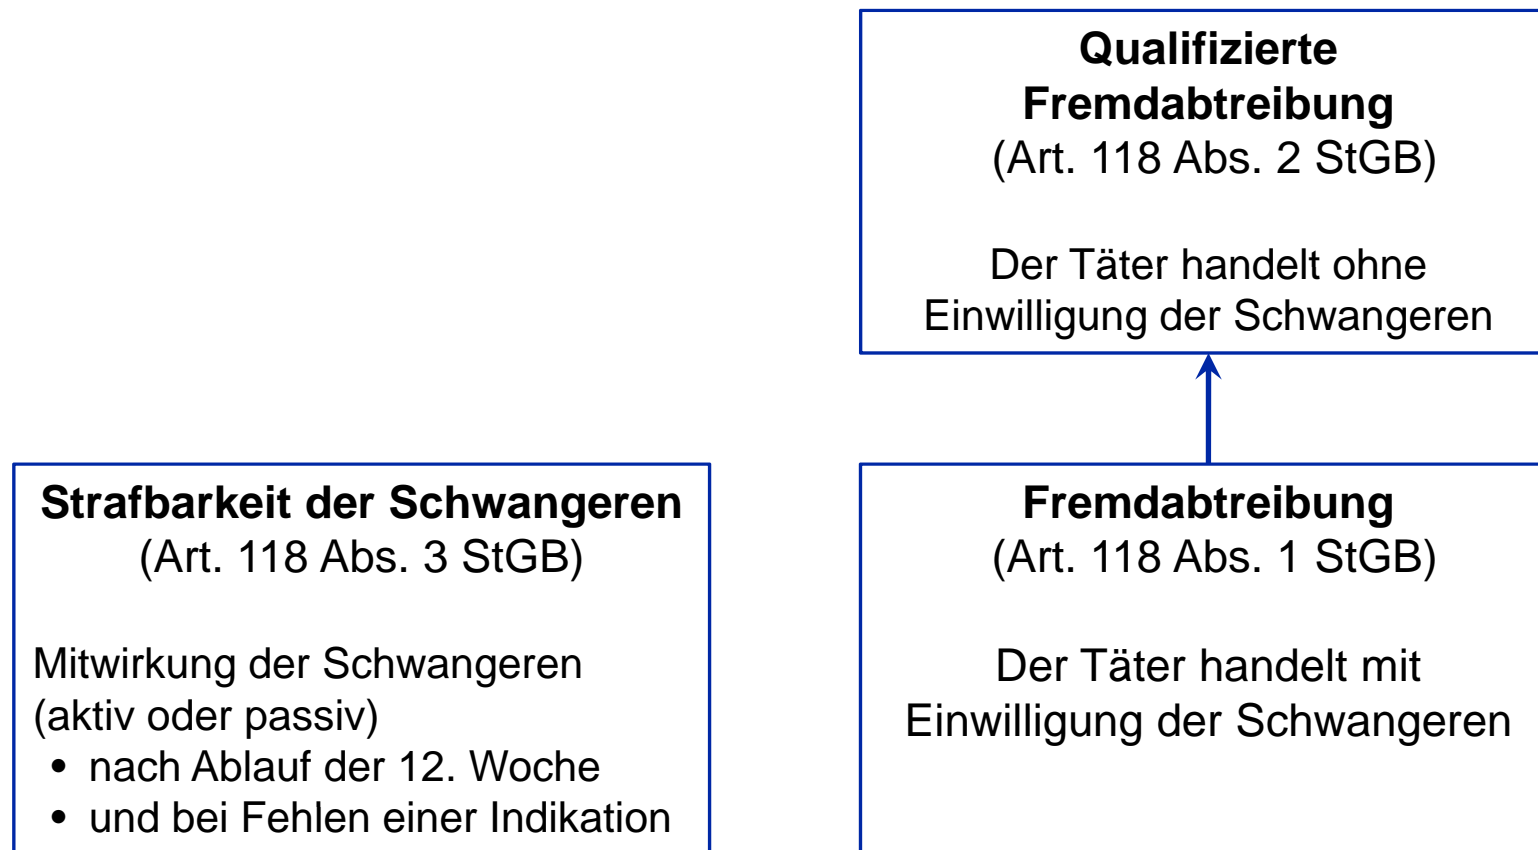 Qualifizierte
Fremdabtreibung
(Art. 118 Abs. 2 StGB)
Der Täter handelt ohne
Einwilligung der Schwangeren
Strafbarkeit der Schwangeren
(Art. 118 Abs. 3 StGB)
Mitwirkung der Schwangeren
(aktiv oder passiv)
• nach Ablauf der 12. Woche
• und bei Fehlen einer Indikation
Fremdabtreibung
(Art. 118 Abs. 1 StGB)
Der Täter handelt mit
Einwilligung der Schwangeren